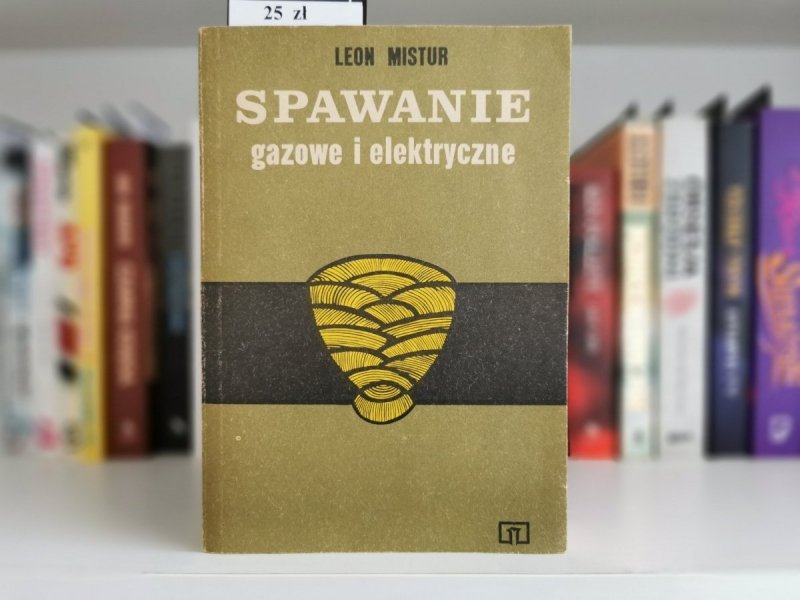 25 zł
LEON MISTUR
SPAWANIE
gazowe i elektryczne